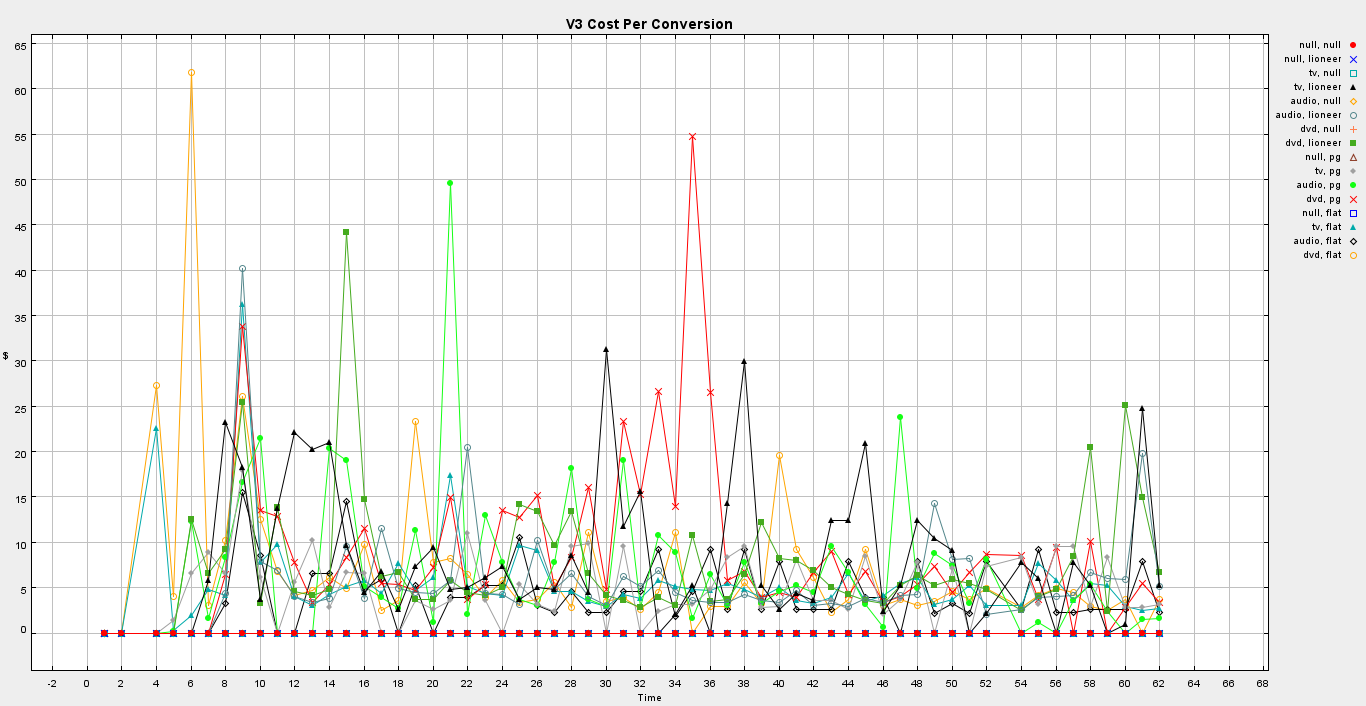 V3 Cost Per Conversion
65
60
55
50
45
40
35
30
25
20
15
10
5
0
$
-2 0 2 4 6 8 10 12 14 16 18 20 22 24 26 28 30 32 34 36 38 40 42 44 46 48 50 52 54 56 58 60 62 64 66 68
Time
null, null
null, lioneer
tv, null
tv, lioneer
audio, null
audio, lioneer
dvd, null
dvd, lioneer
null, pg
tv, pg
audio, pg
dvd, pg
null, flat
tv, flat
audio, flat
dvd, flat